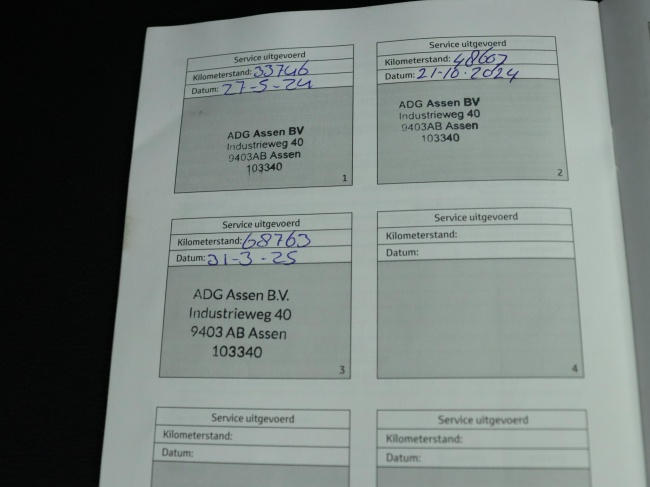 Service uitgevoerd
Kilometerstand: 33746
Datum: 27-5-24
ADG Assen BV
Industrieweg 40
9403AB Assen
103340
1
Service uitgevoerd
Kilometerstand: 48607
Datum: 21-10-2024
ADG Assen BV
Industrieweg 40
9403AB Assen
103340
2
Service uitgevoerd
Kilometerstand: 68763
Datum: 31-3-25
ADG Assen B.V.
Industrieweg 40
9403 AB Assen
103340
3
Service uitgevoerd
Kilometerstand:
Datum:
4
Service uitgevoerd
Kilometerstand:
Datum:
Service uitgevoerd
Kilometerstand:
Datum: